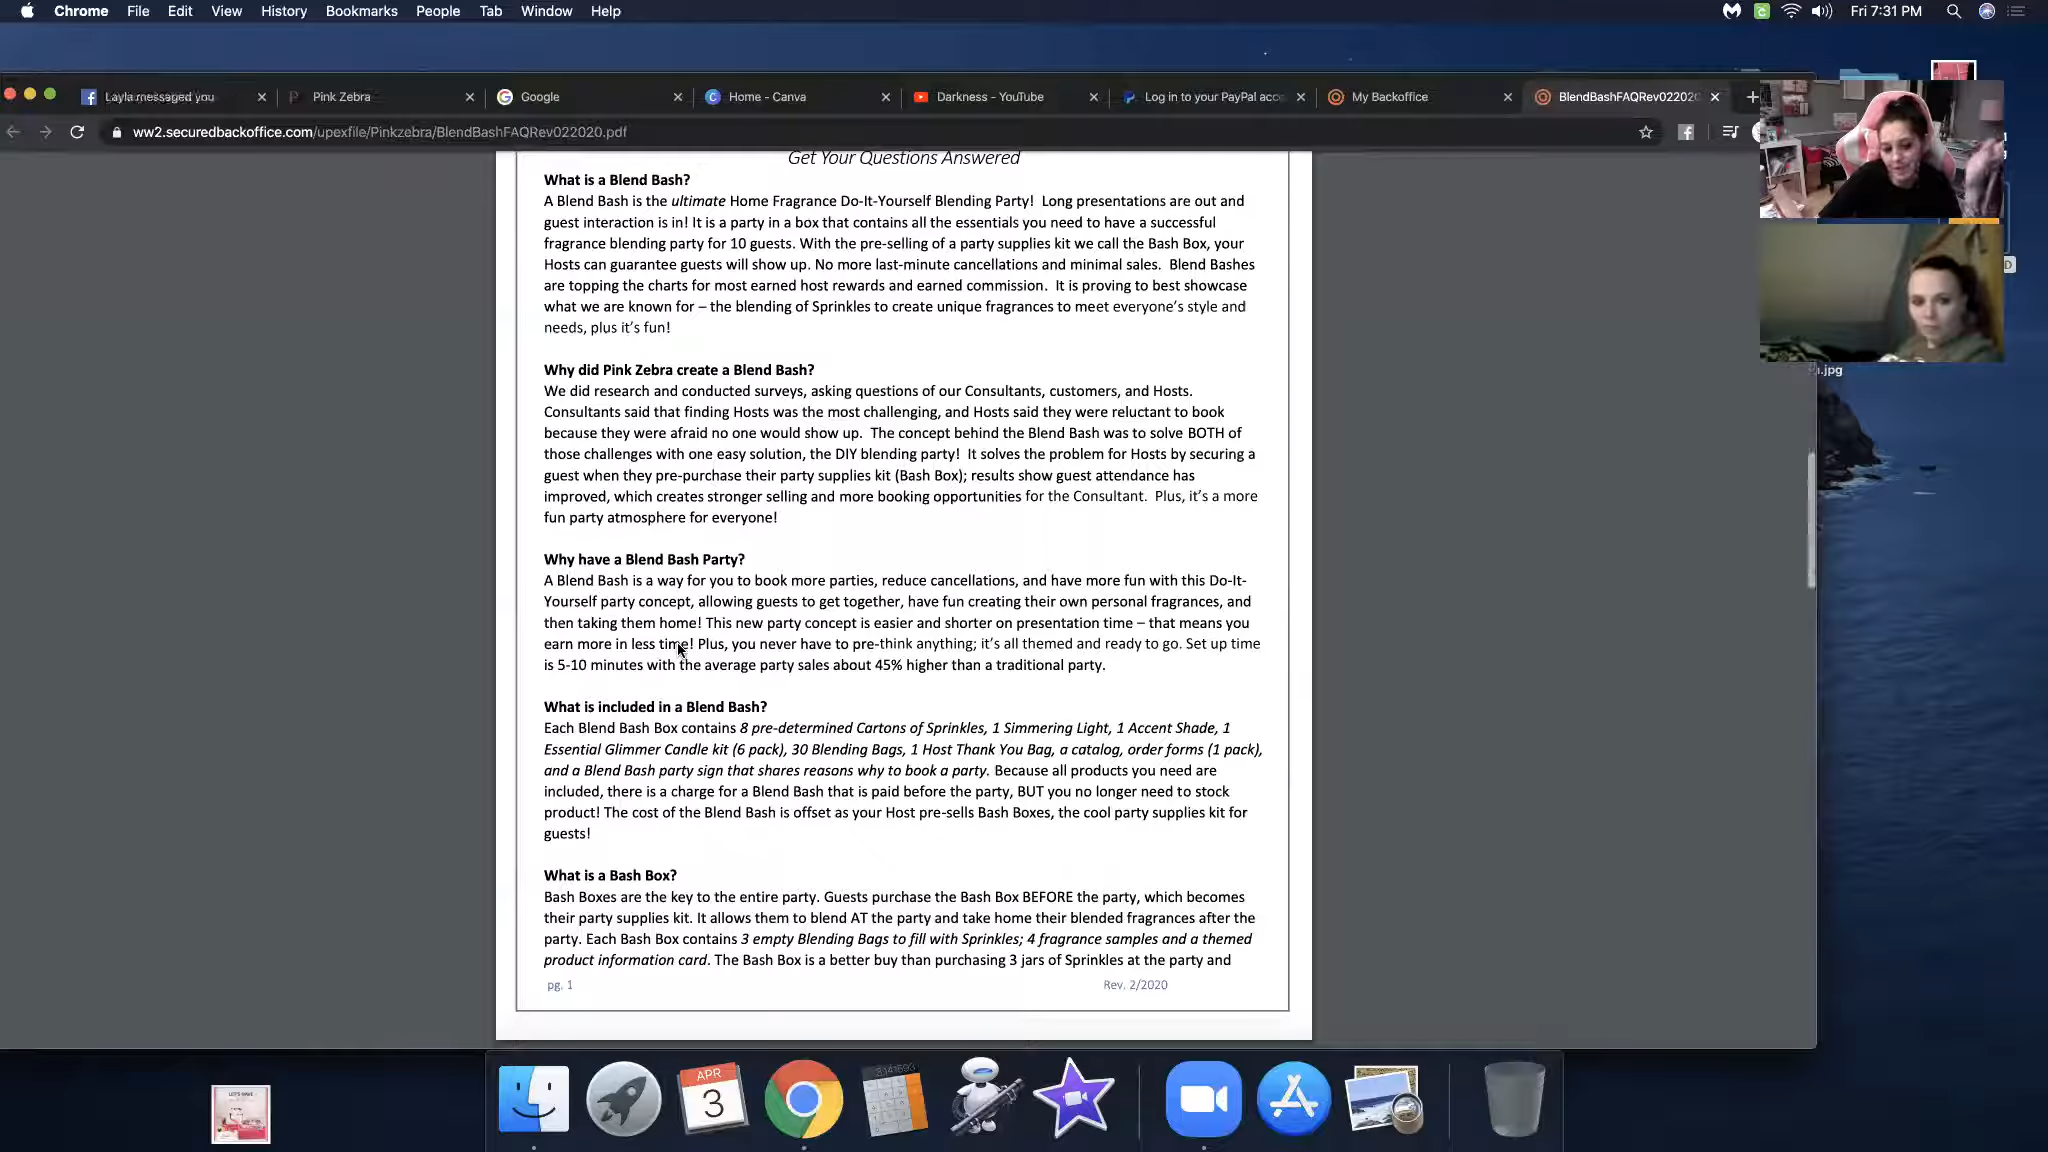 Chrome File Edit View History Bookmarks People Tab Window Help Fri 7:31 PM
Layla messaged you Pink Zebra Google Home - Canva Darkness - YouTube Log in to your PayPal acc My Backoffice BlendBashFAQRev02202
ww2.securedbackoffice.com/upexfile/Pinkzebra/BlendBashFAQRev022020.pdf
Get Your Questions Answered
What is a Blend Bash?
A Blend Bash is the ultimate Home Fragrance Do-It-Yourself Blending Party! Long presentations are out and
guest interaction is in! It is a party in a box that contains all the essentials you need to have a successful
fragrance blending party for 10 guests. With the pre-selling of a party supplies kit we call the Bash Box, your
Hosts can guarantee guests will show up. No more last-minute cancellations and minimal sales. Blend Bashes
are topping the charts for most earned host rewards and earned commission. It is proving to best showcase
what we are known for – the blending of Sprinkles to create unique fragrances to meet everyone's style and
needs, plus it's fun!
Why did Pink Zebra create a Blend Bash?
We did research and conducted surveys, asking questions of our Consultants, customers, and Hosts.
Consultants said that finding Hosts was the most challenging, and Hosts said they were reluctant to book
because they were afraid no one would show up. The concept behind the Blend Bash was to solve BOTH of
those challenges with one easy solution, the DIY blending party! It solves the problem for Hosts by securing a
guest when they pre-purchase their party supplies kit (Bash Box); results show guest attendance has
improved, which creates stronger selling and more booking opportunities for the Consultant. Plus, it's a more
fun party atmosphere for everyone!
Why have a Blend Bash Party?
A Blend Bash is a way for you to book more parties, reduce cancellations, and have more fun with this Do-It-
Yourself party concept, allowing guests to get together, have fun creating their own personal fragrances, and
then taking them home! This new party concept is easier and shorter on presentation time – that means you
earn more in less time! Plus, you never have to pre-think anything; it's all themed and ready to go. Set up time
is 5-10 minutes with the average party sales about 45% higher than a traditional party.
What is included in a Blend Bash?
Each Blend Bash Box contains 8 pre-determined Cartons of Sprinkles, 1 Simmering Light, 1 Accent Shade, 1
Essential Glimmer Candle kit (6 pack), 30 Blending Bags, 1 Host Thank You Bag, a catalog, order forms (1 pack),
and a Blend Bash party sign that shares reasons why to book a party. Because all products you need are
included, there is a charge for a Blend Bash that is paid before the party, BUT you no longer need to stock
product! The cost of the Blend Bash is offset as your Host pre-sells Bash Boxes, the cool party supplies kit for
guests!
What is a Bash Box?
Bash Boxes are the key to the entire party. Guests purchase the Bash Box BEFORE the party, which becomes
their party supplies kit. It allows them to blend AT the party and take home their blended fragrances after the
party. Each Bash Box contains 3 empty Blending Bags to fill with Sprinkles; 4 fragrance samples and a themed
product information card. The Bash Box is a better buy than purchasing 3 jars of Sprinkles at the party and
pg. 1 Rev. 2/2020
.jpg
D
APR
3
3.141593
LET'S HAVE